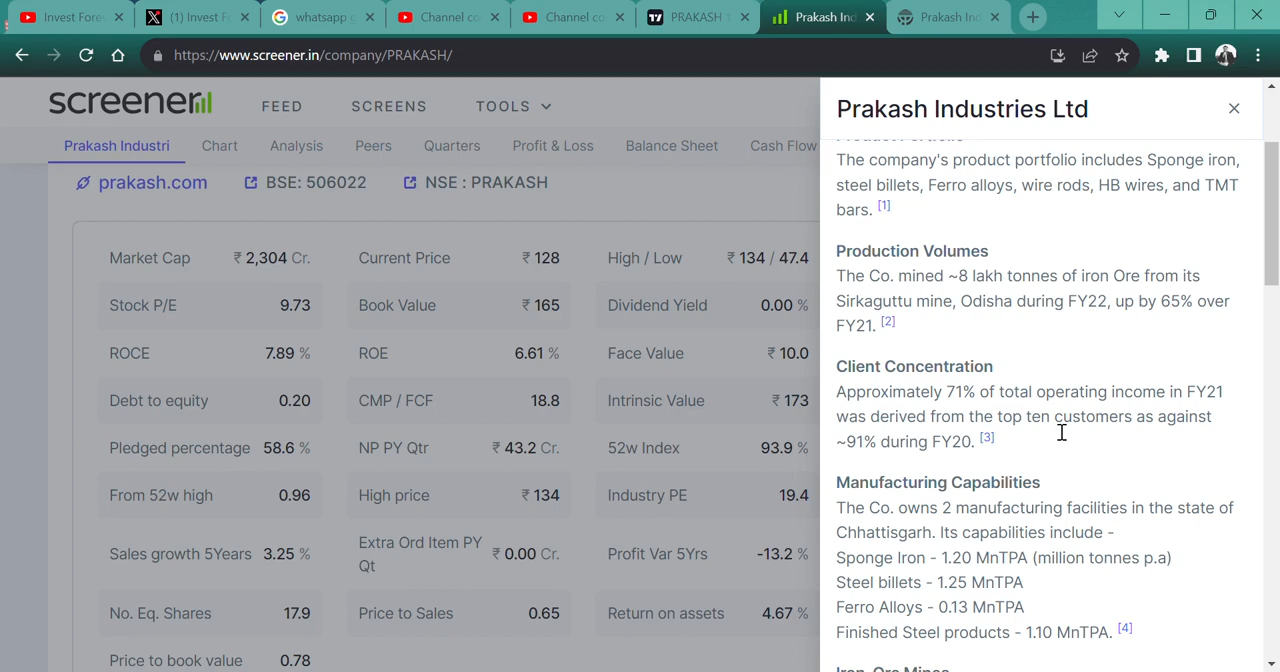 Invest Fore
(1) Invest F
whatsapp
Channel co
Channel co
PRAKASH
Prakash Ind
Prakash Ind
https://www.screener.in/company/PRAKASH/
screener
FEED
SCREENS
TOOLS
Prakash Industri
Chart
Analysis
Peers
Quarters
Profit & Loss
Balance Sheet
Cash Flow
prakash.com
BSE: 506022
NSE : PRAKASH
Market Cap ₹ 2,304 Cr.
Current Price ₹ 128
High / Low ₹ 134 / 47.4
Stock P/E 9.73
Book Value ₹ 165
Dividend Yield 0.00 %
ROCE 7.89 %
ROE 6.61 %
Face Value ₹ 10.0
Debt to equity 0.20
CMP / FCF 18.8
Intrinsic Value ₹ 173
Pledged percentage 58.6 %
NP PY Qtr ₹ 43.2 Cr.
52w Index 93.9 %
From 52w high 0.96
High price ₹ 134
Industry PE 19.4
Sales growth 5Years 3.25 %
Extra Ord Item PY
Qt
₹ 0.00 Cr.
Profit Var 5Yrs -13.2 %
No. Eq. Shares 17.9
Price to Sales 0.65
Return on assets 4.67 %
Price to book value 0.78
Prakash Industries Ltd
The company's product portfolio includes Sponge iron,
steel billets, Ferro alloys, wire rods, HB wires, and TMT
bars. [1]
Production Volumes
The Co. mined ~8 lakh tonnes of iron Ore from its
Sirkaguttu mine, Odisha during FY22, up by 65% over
FY21. [2]
Client Concentration
Approximately 71% of total operating income in FY21
was derived from the top ten customers as against
~91% during FY20. [3]
Manufacturing Capabilities
The Co. owns 2 manufacturing facilities in the state of
Chhattisgarh. Its capabilities include -
Sponge Iron - 1.20 MnTPA (million tonnes p.a)
Steel billets - 1.25 MnTPA
Ferro Alloys - 0.13 MnTPA
Finished Steel products - 1.10 MnTPA. [4]